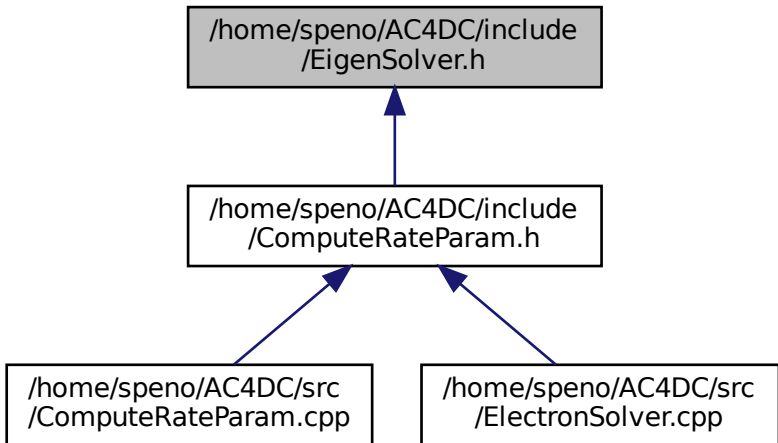 /home/speno/AC4DC/include
/EigenSolver.h
/home/speno/AC4DC/include
/ComputeRateParam.h
/home/speno/AC4DC/src
/ComputeRateParam.cpp
/home/speno/AC4DC/src
/ElectronSolver.cpp